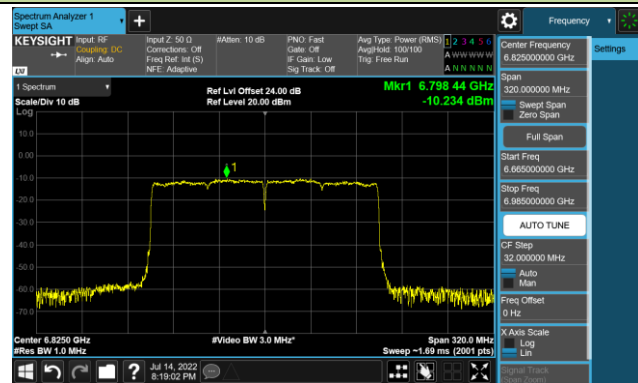 Spectrum Analyzer 1
Swept SA
Frequency
KEYSIGHT
Input: RF
Coupling: DC
Align: Auto
Input Z: 50 Ω
Corrections: Off
Freq Ref: Int (S)
NFE: Adaptive
#Atten: 10 dB
PNO: Fast
Gate: Off
IF Gain: Low
Sig Track: Off
Avg Type: Power (RMS)
Avg|Hold: 100/100
Trig: Free Run
1 2 3 4 5 6
A W W W W W
A N N N N N
LXI
1 Spectrum
Scale/Div 10 dB
Log
Ref Lvl Offset 24.00 dB
Ref Level 20.00 dBm
Mkr1 6.798 44 GHz
-10.234 dBm
1
10.0
0.00
-10.0
-20.0
-30.0
-40.0
-50.0
-60.0
-70.0
Center 6.8250 GHz
#Res BW 1.0 MHz
#Video BW 3.0 MHz*
Span 320.0 MHz
Sweep ~1.69 ms (2001 pts)
Center Frequency
6.825000000 GHz
Settings
Span
320.000000 MHz
Swept Span
Zero Span
Full Span
Start Freq
6.665000000 GHz
Stop Freq
6.985000000 GHz
AUTO TUNE
CF Step
32.000000 MHz
Auto
Man
Freq Offset
0 Hz
X Axis Scale
Log
Lin
Signal Track
(Span Zoom)
Jul 14, 2022
8:19:02 PM